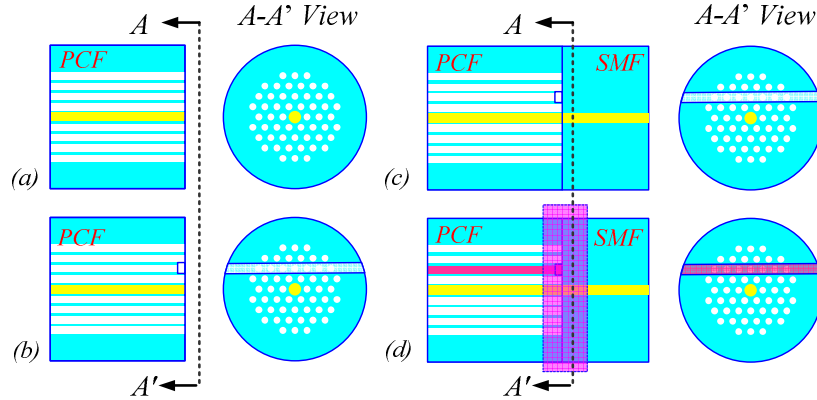 A A-A’ View A A-A’ View
PCF PCF SMF
(a) (c)
PCF PCF SMF
(b) (d)
A' A'